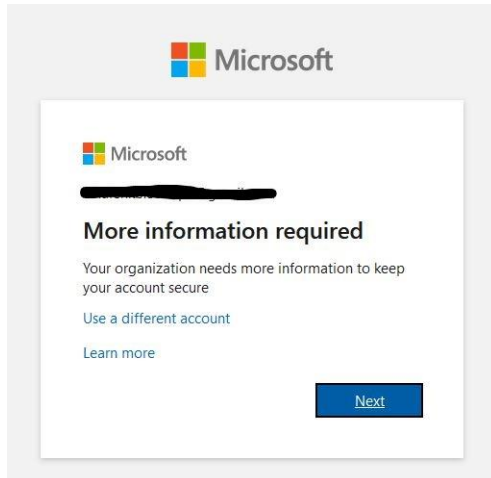 Microsoft
Microsoft
More information required
Your organization needs more information to keep
your account secure
Use a different account
Learn more
Next